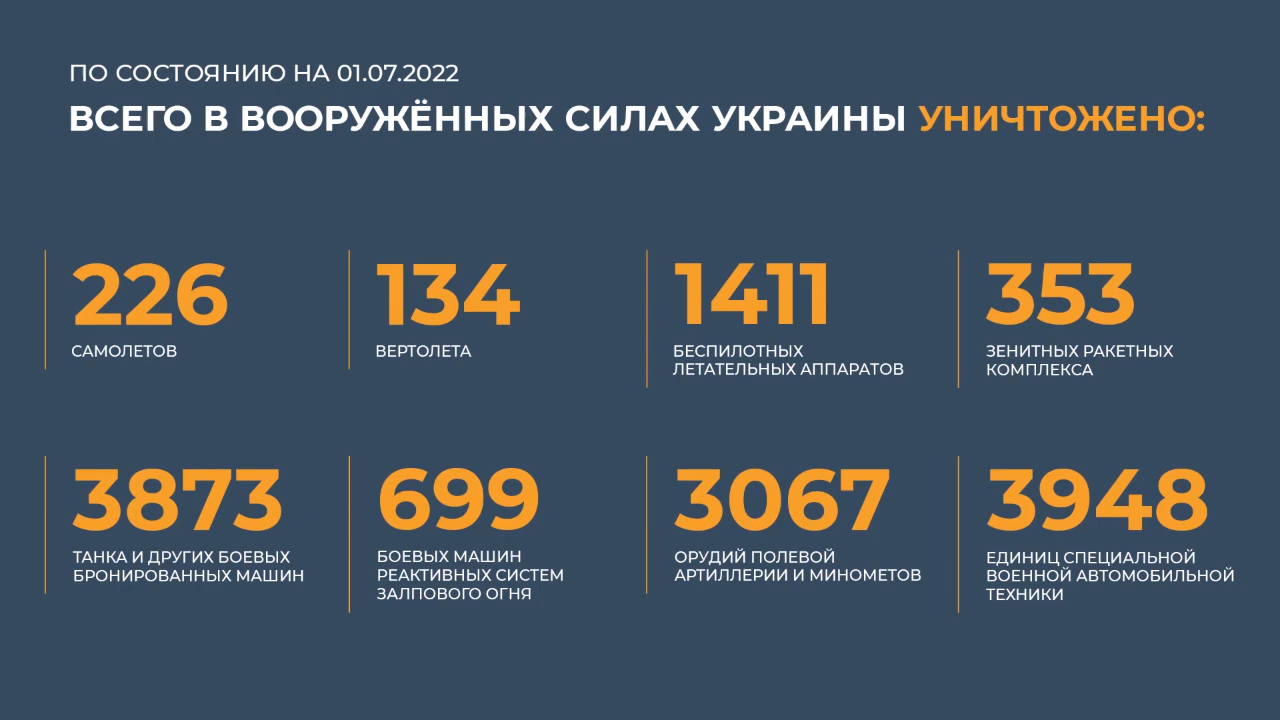 ПО СОСТОЯНИЮ НА 01.07.2022
ВСЕГО В ВООРУЖЁННЫХ СИЛАХ УКРАИНЫ УНИЧТОЖЕНО:
226
САМОЛЕТОВ
134
ВЕРТОЛЕТА
1411
БЕСПИЛОТНЫХ
ЛЕТАТЕЛЬНЫХ АППАРАТОВ
353
ЗЕНИТНЫХ РАКЕТНЫХ
КОМПЛЕКСА
3873
ТАНКА И ДРУГИХ БОЕВЫХ
БРОНИРОВАННЫХ МАШИН
699
БОЕВЫХ МАШИН
РЕАКТИВНЫХ СИСТЕМ
ЗАЛПОВОГО ОГНЯ
3067
ОРУДИЙ ПОЛЕВОЙ
АРТИЛЛЕРИИ И МИНОМЕТОВ
3948
ЕДИНИЦ СПЕЦИАЛЬНОЙ
ВОЕННОЙ АВТОМОБИЛЬНОЙ
ТЕХНИКИ